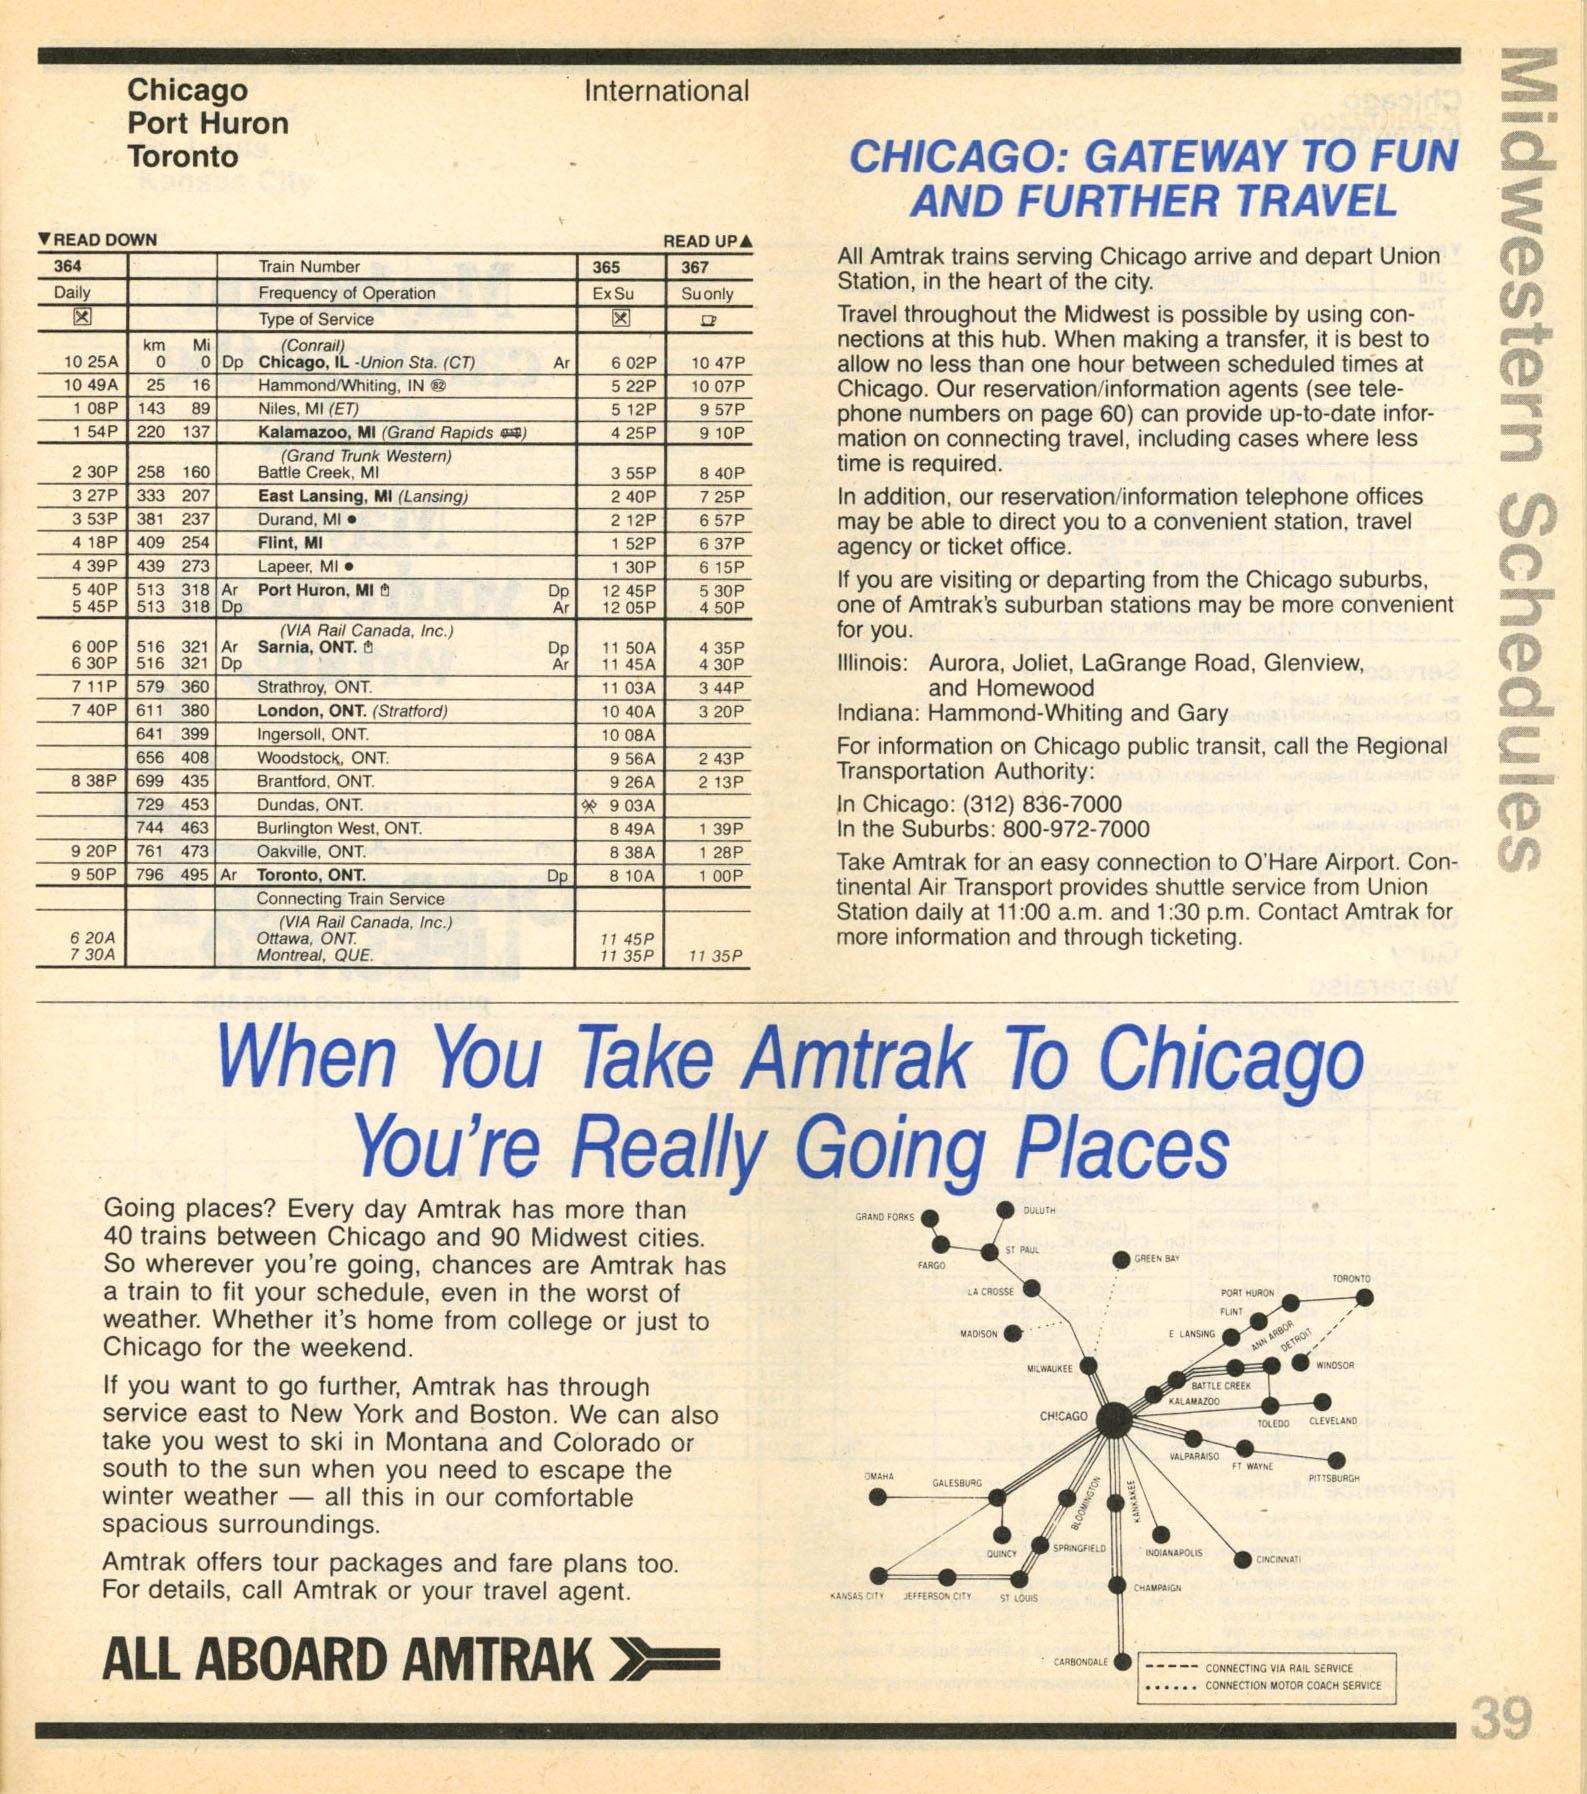 Midwestern Schedules
Chicago
Port Huron
Toronto
International
▼READ DOWN READ UP▲
364 Train Number 365 367
Daily Frequency of Operation Ex Su Su only
Type of Service
km Mi (Conrail)
10 25A 0 0 Dp Chicago, IL -Union Sta. (CT) Ar 6 02P 10 47P
10 49A 25 16 Hammond/Whiting, IN 82 5 22P 10 07P
1 08P 143 89 Niles, MI (ET) 5 12P 9 57P
1 54P 220 137 Kalamazoo, MI (Grand Rapids) 4 25P 9 10P
(Grand Trunk Western)
2 30P 258 160 Battle Creek, MI 3 55P 8 40P
3 27P 333 207 East Lansing, MI (Lansing) 2 40P 7 25P
3 53P 381 237 Durand, MI ● 2 12P 6 57P
4 18P 409 254 Flint, MI 1 52P 6 37P
4 39P 439 273 Lapeer, MI ● 1 30P 6 15P
5 40P 513 318 Ar Port Huron, MI Dp 12 45P 5 30P
5 45P 513 318 Dp Ar 12 05P 4 50P
(VIA Rail Canada, Inc.)
6 00P 516 321 Ar Sarnia, ONT. Dp 11 50A 4 35P
6 30P 516 321 Dp Ar 11 45A 4 30P
7 11P 579 360 Strathroy, ONT. 11 03A 3 44P
7 40P 611 380 London, ONT. (Stratford) 10 40A 3 20P
641 399 Ingersoll, ONT. 10 08A
656 408 Woodstock, ONT. 9 56A 2 43P
8 38P 699 435 Brantford, ONT. 9 26A 2 13P
729 453 Dundas, ONT. 9 03A
744 463 Burlington West, ONT. 8 49A 1 39P
9 20P 761 473 Oakville, ONT. 8 38A 1 28P
9 50P 796 495 Ar Toronto, ONT. Dp 8 10A 1 00P
Connecting Train Service
(VIA Rail Canada, Inc.)
6 20A Ottawa, ONT. 11 45P
7 30A Montreal, QUE. 11 35P 11 35P
CHICAGO: GATEWAY TO FUN
AND FURTHER TRAVEL
All Amtrak trains serving Chicago arrive and depart Union
Station, in the heart of the city.
Travel throughout the Midwest is possible by using con-
nections at this hub. When making a transfer, it is best to
allow no less than one hour between scheduled times at
Chicago. Our reservation/information agents (see tele-
phone numbers on page 60) can provide up-to-date infor-
mation on connecting travel, including cases where less
time is required.
In addition, our reservation/information telephone offices
may be able to direct you to a convenient station, travel
agency or ticket office.
If you are visiting or departing from the Chicago suburbs,
one of Amtrak's suburban stations may be more convenient
for you.
Illinois: Aurora, Joliet, LaGrange Road, Glenview,
and Homewood
Indiana: Hammond-Whiting and Gary
For information on Chicago public transit, call the Regional
Transportation Authority:
In Chicago: (312) 836-7000
In the Suburbs: 800-972-7000
Take Amtrak for an easy connection to O'Hare Airport. Con-
tinental Air Transport provides shuttle service from Union
Station daily at 11:00 a.m. and 1:30 p.m. Contact Amtrak for
more information and through ticketing.
When You Take Amtrak To Chicago
You're Really Going Places
Going places? Every day Amtrak has more than
40 trains between Chicago and 90 Midwest cities.
So wherever you're going, chances are Amtrak has
a train to fit your schedule, even in the worst of
weather. Whether it's home from college or just to
Chicago for the weekend.
If you want to go further, Amtrak has through
service east to New York and Boston. We can also
take you west to ski in Montana and Colorado or
south to the sun when you need to escape the
winter weather — all this in our comfortable
spacious surroundings.
Amtrak offers tour packages and fare plans too.
For details, call Amtrak or your travel agent.
ALL ABOARD AMTRAK
GRAND FORKS
DULUTH
FARGO
ST PAUL
GREEN BAY
LA CROSSE
TORONTO
PORT HURON
FLINT
MADISON
E LANSING
ANN ARBOR
DETROIT
MILWAUKEE
WINDSOR
BATTLE CREEK
KALAMAZOO
CHICAGO
TOLEDO
CLEVELAND
VALPARAISO
FT WAYNE
PITTSBURGH
OMAHA
GALESBURG
BLOOMINGTON
KANKAKEE
QUINCY
SPRINGFIELD
INDIANAPOLIS
CINCINNATI
KANSAS CITY
JEFFERSON CITY
ST LOUIS
CHAMPAIGN
CARBONDALE
CONNECTING VIA RAIL SERVICE
CONNECTION MOTOR COACH SERVICE
39